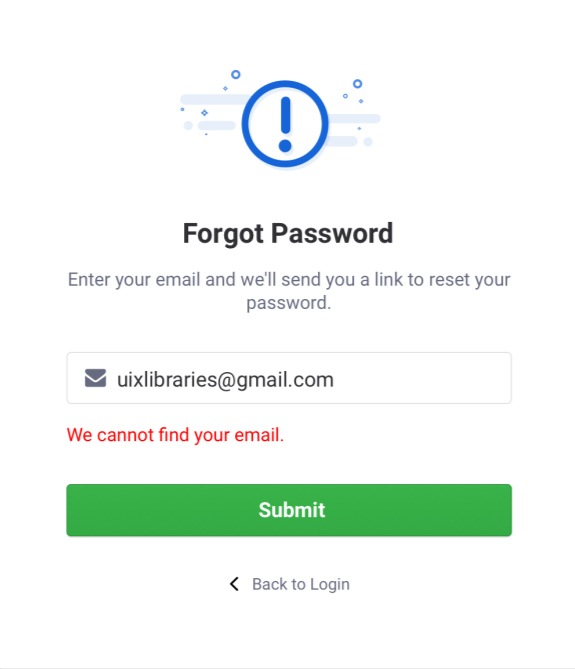 Forgot Password
Enter your email and we'll send you a link to reset your
password.
uixlibraries@gmail.com
We cannot find your email.
Submit
Back to Login